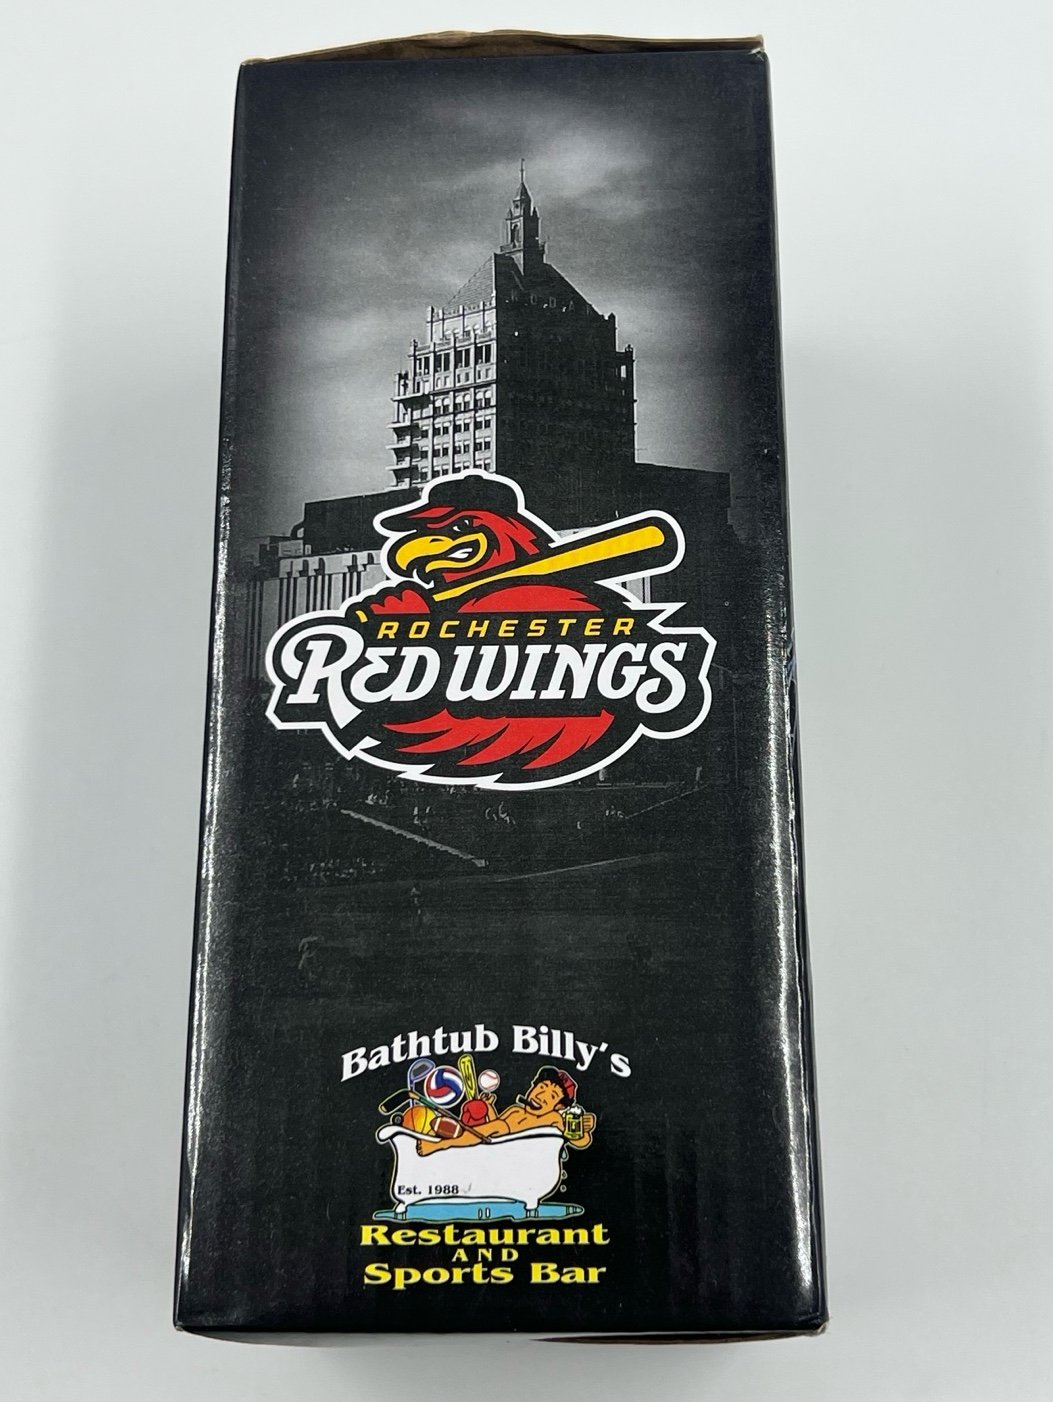 ROCHESTER
RED WINGS
Bathtub Billy's
Est. 1988
Restaurant
AND
Sports Bar